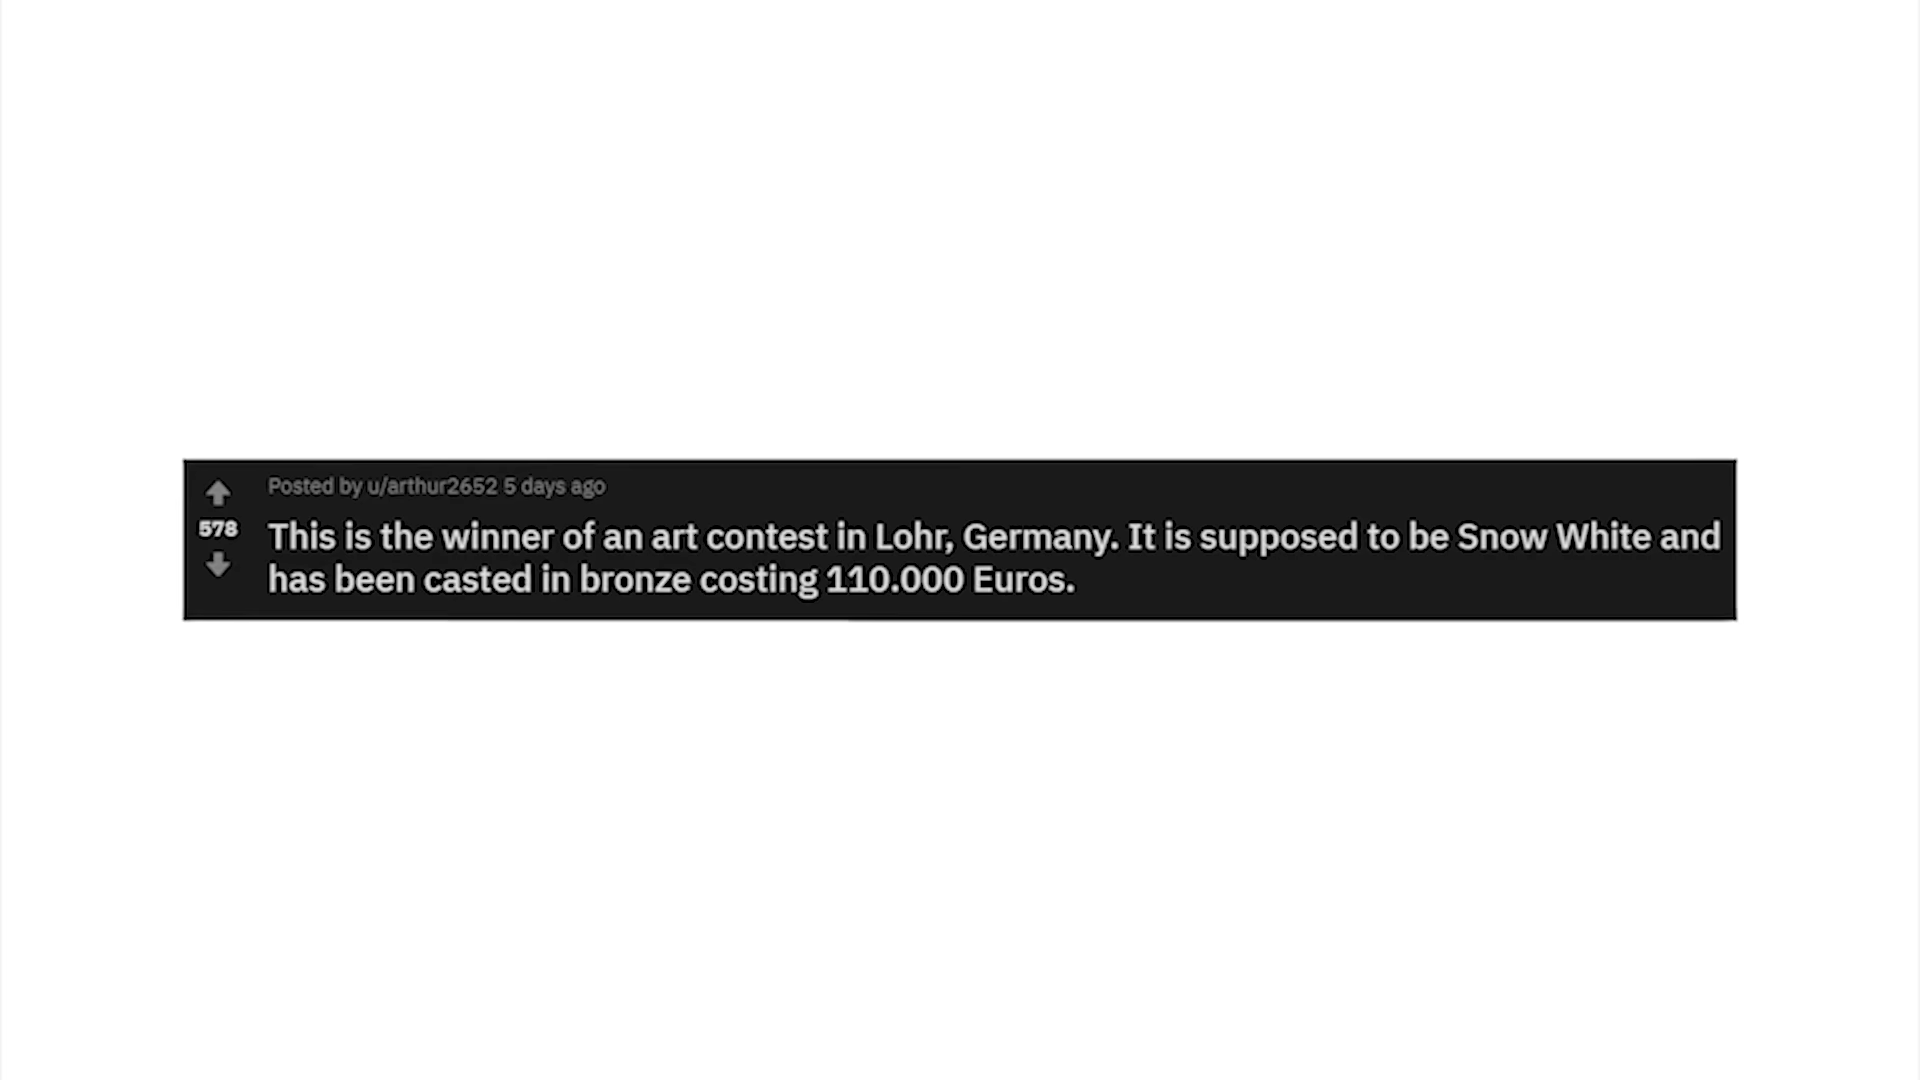 Posted by u/arthur2652 5 days ago
578
This is the winner of an art contest in Lohr, Germany. It is supposed to be Snow White and
has been casted in bronze costing 110.000 Euros.